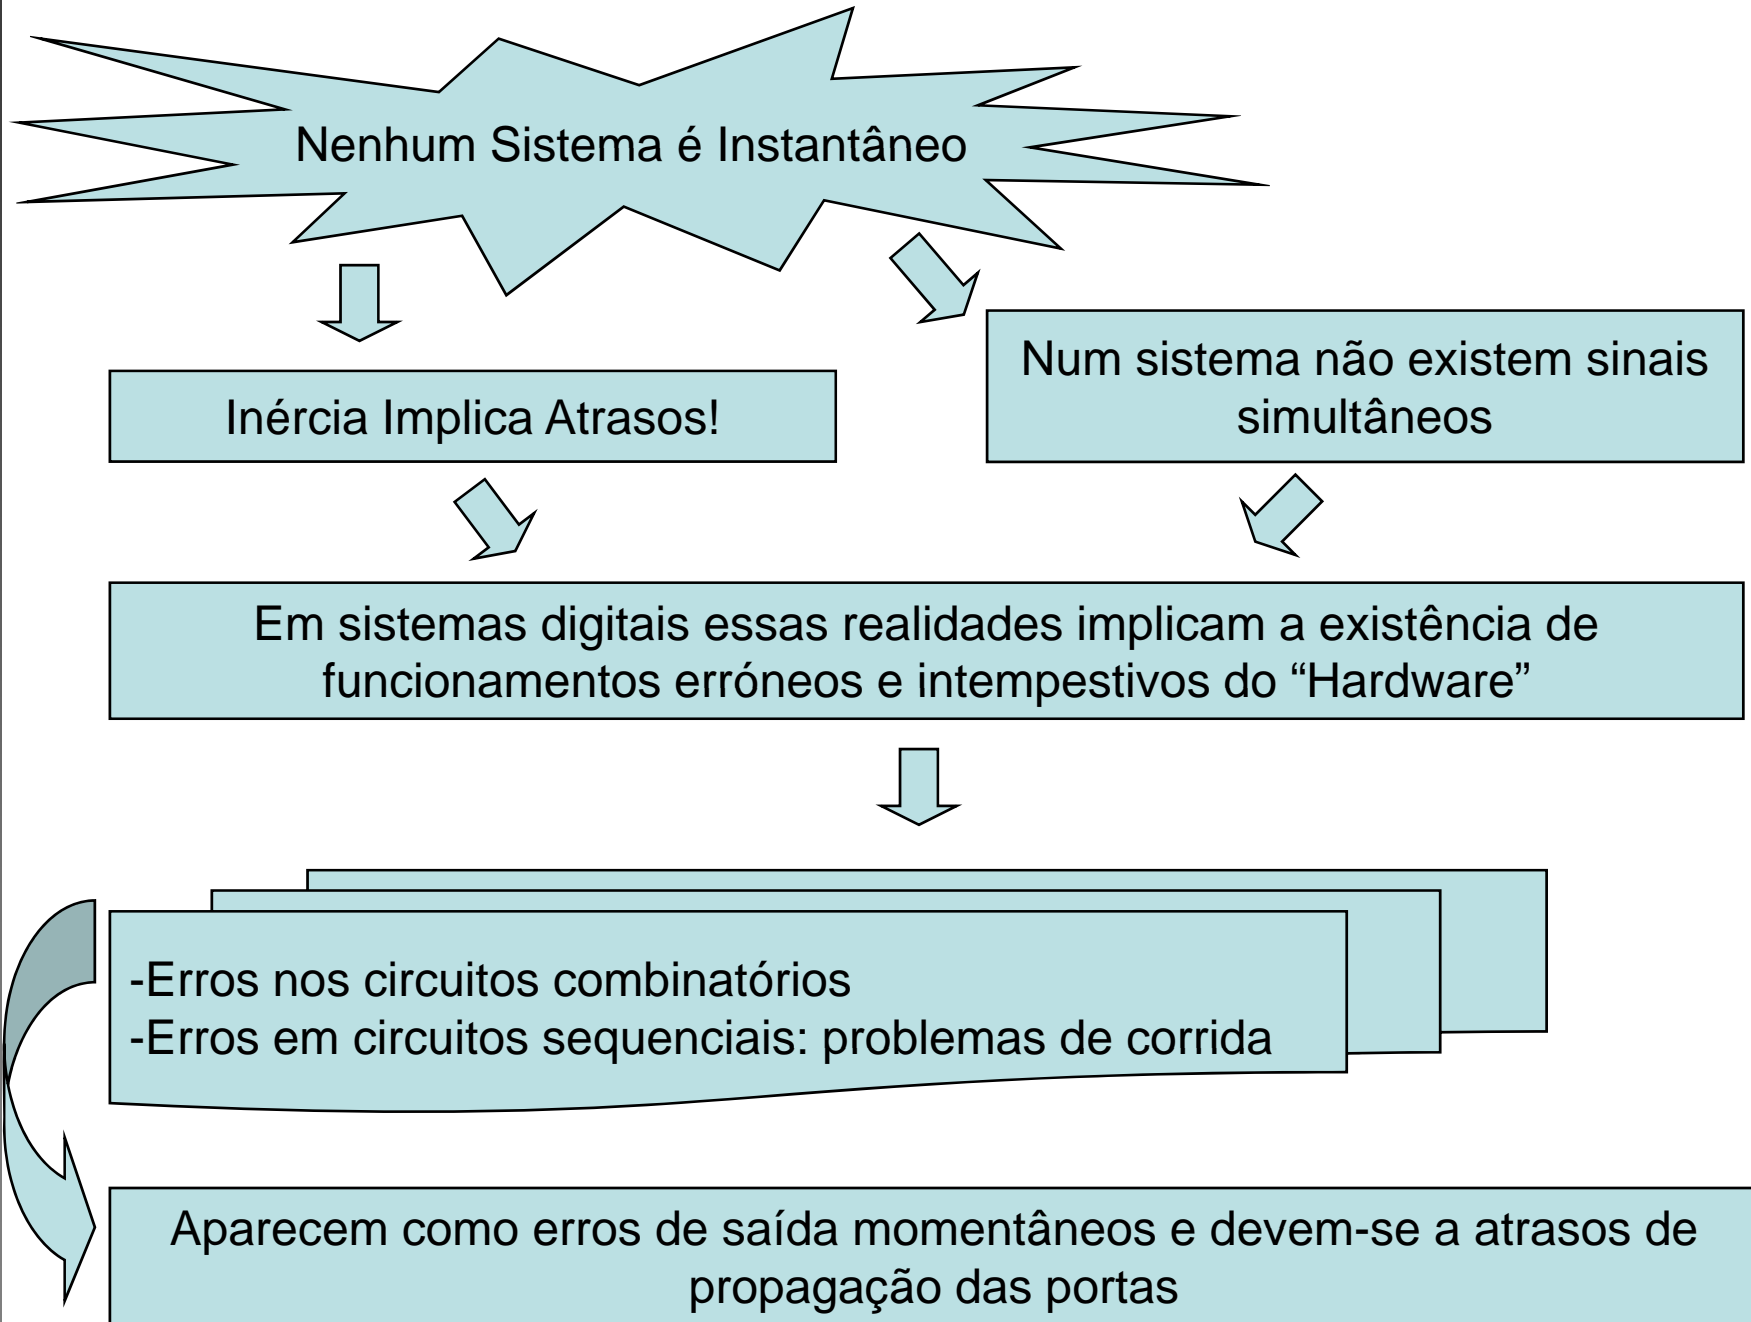 Nenhum Sistema é Instantâneo
Inércia Implica Atrasos!
Num sistema não existem sinais
simultâneos
Em sistemas digitais essas realidades implicam a existência de
funcionamentos erróneos e intempestivos do “Hardware”
-Erros nos circuitos combinatórios
-Erros em circuitos sequenciais: problemas de corrida
Aparecem como erros de saída momentâneos e devem-se a atrasos de
propagação das portas